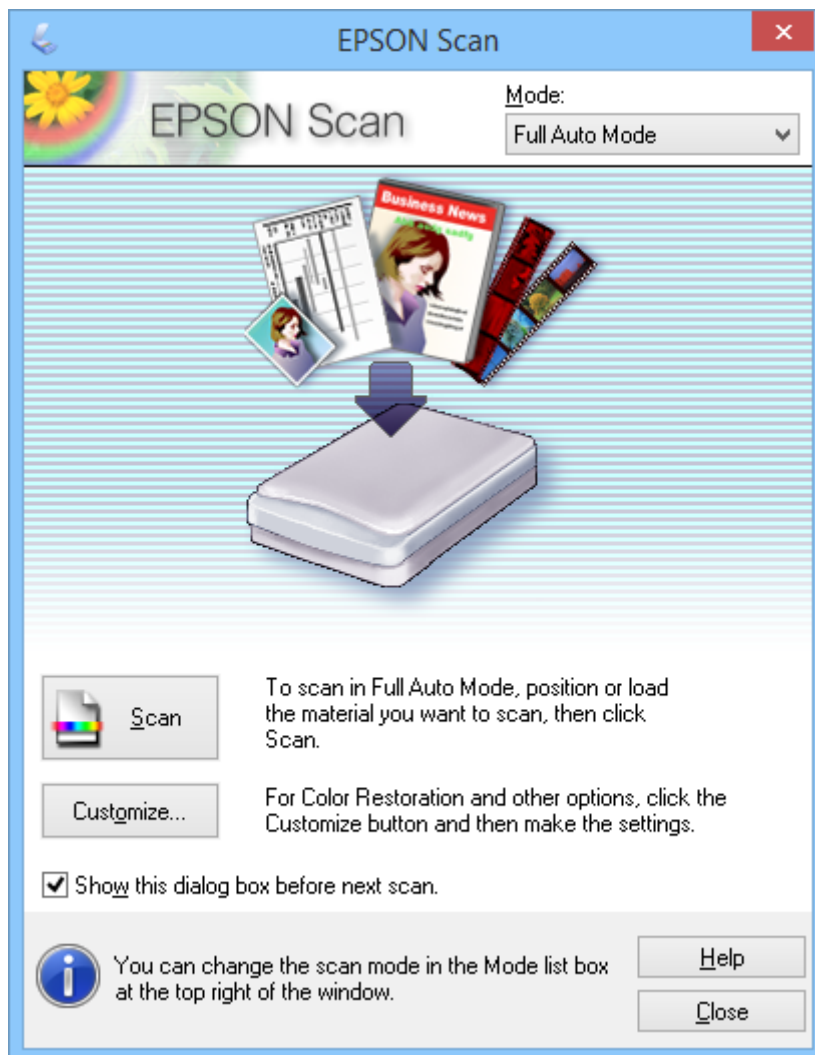 EPSON Scan
EPSON Scan
Mode:
Full Auto Mode
Business News
Scan
To scan in Full Auto Mode, position or load
the material you want to scan, then click
Scan.
Customize...
For Color Restoration and other options, click the
Customize button and then make the settings.
Show this dialog box before next scan.
You can change the scan mode in the Mode list box
at the top right of the window.
Help
Close